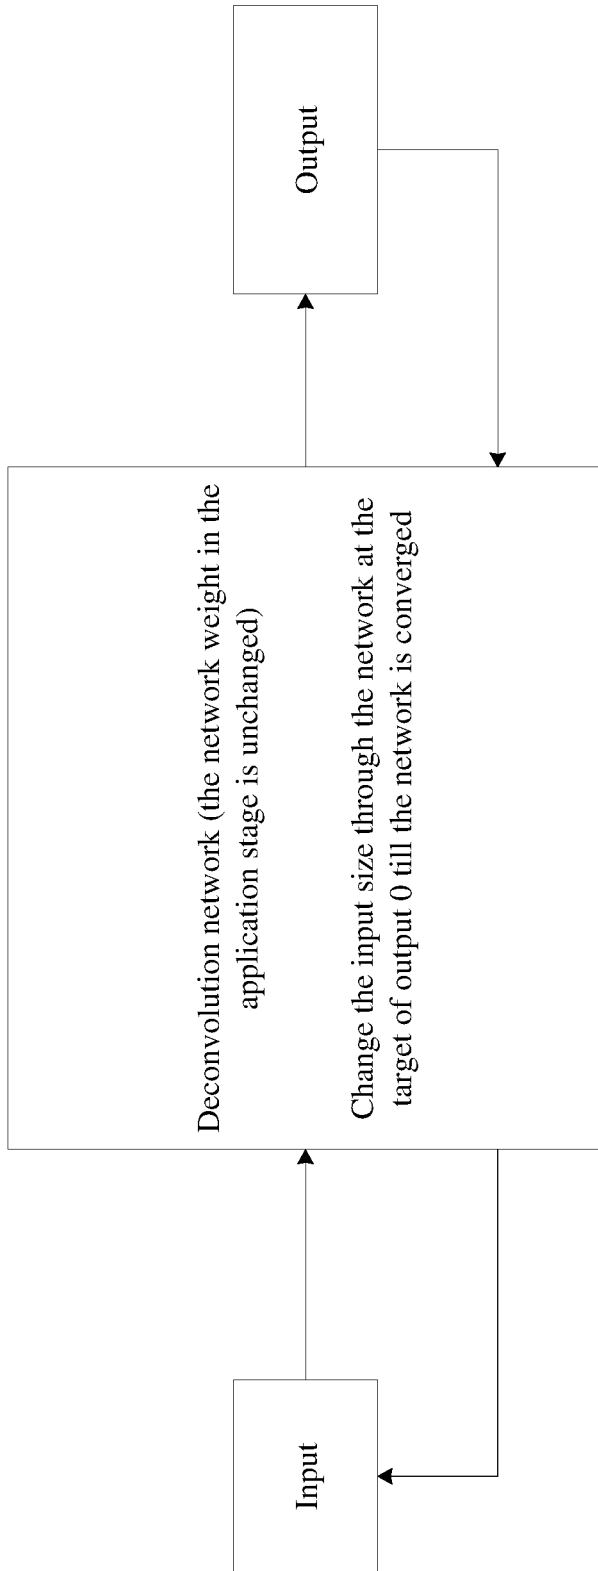 Input
Deconvolution network (the network weight in the
application stage is unchanged)
Change the input size through the network at the
target of output 0 till the network is converged
Output